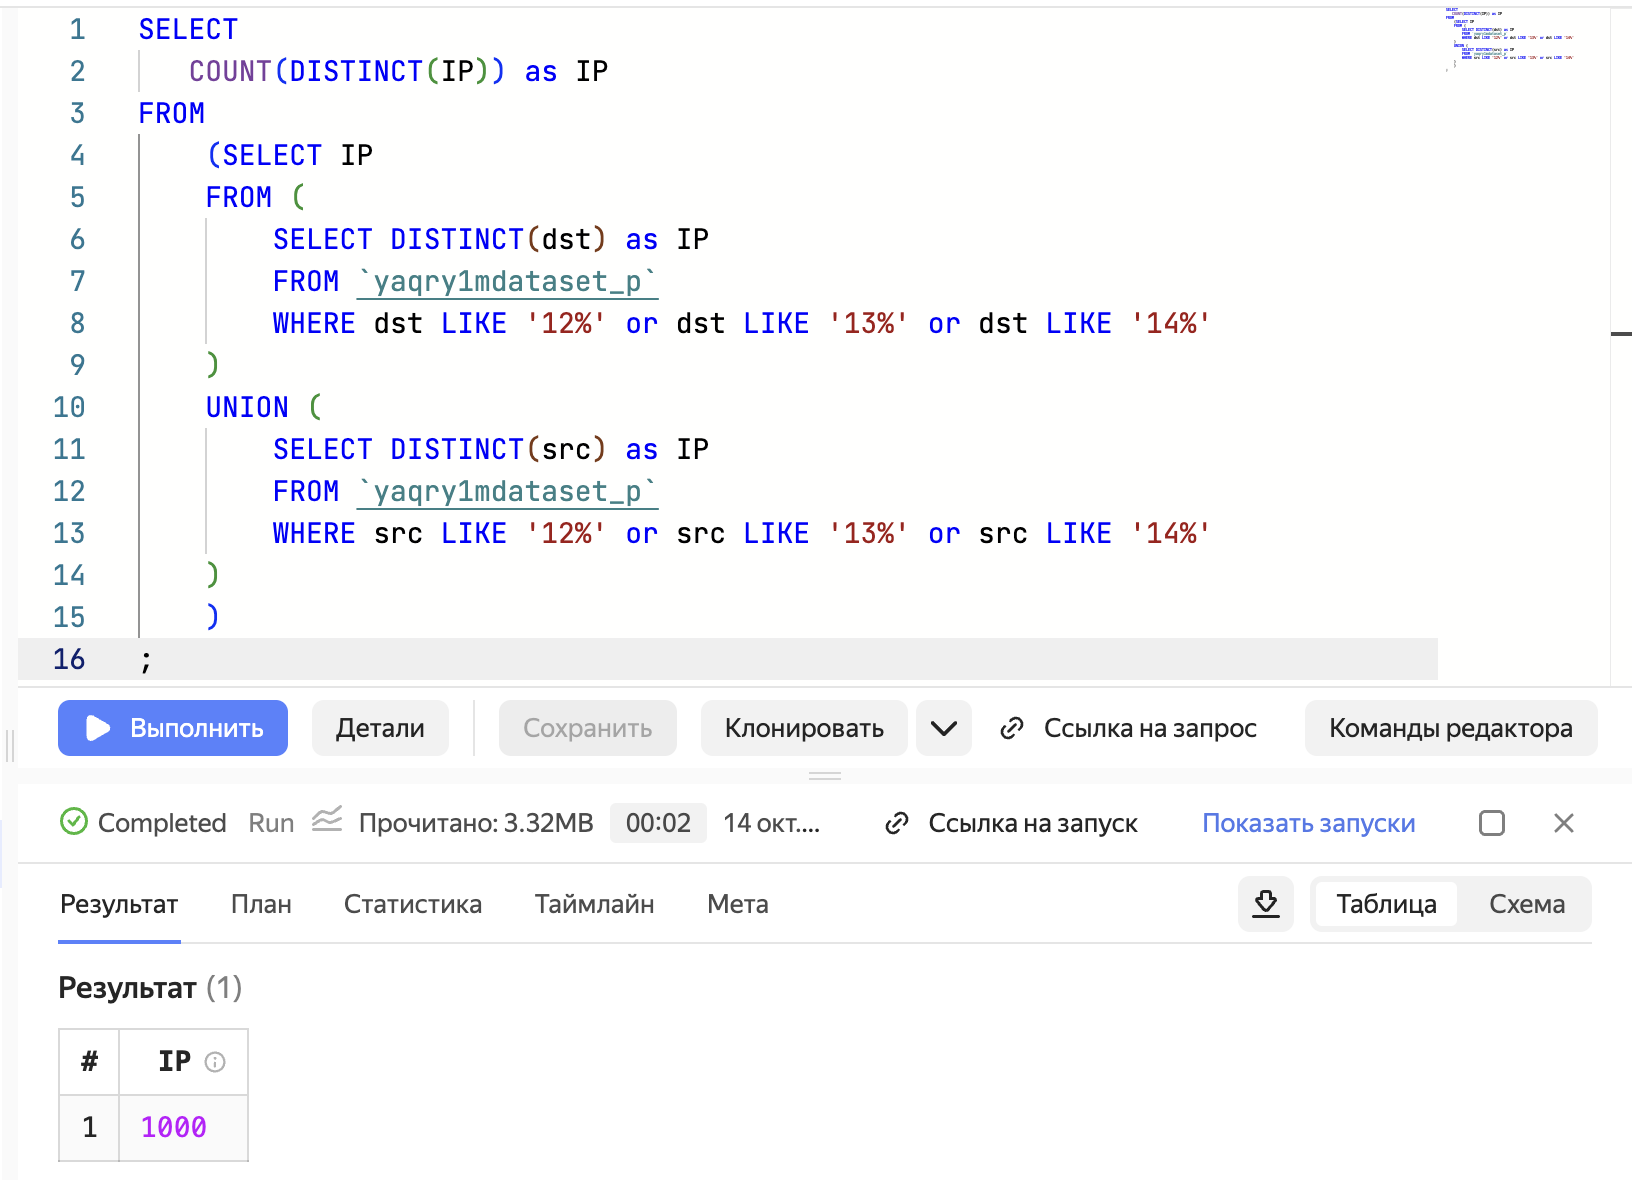 1 SELECT
2 COUNT(DISTINCT(IP)) as IP
3 FROM
4 (SELECT IP
5 FROM (
6 SELECT DISTINCT(dst) as IP
7 FROM `yaqry1mdataset_p`
8 WHERE dst LIKE '12%' or dst LIKE '13%' or dst LIKE '14%'
9 )
10 UNION (
11 SELECT DISTINCT(src) as IP
12 FROM `yaqry1mdataset_p`
13 WHERE src LIKE '12%' or src LIKE '13%' or src LIKE '14%'
14 )
15 )
16 ;
Выполнить Детали Сохранить Клонировать Ссылка на запрос Команды редактора
Completed Run Прочитано: 3.32MB 00:02 14 окт.... Ссылка на запуск Показать запуски
Результат План Статистика Таймлайн Мета Таблица Схема
Результат (1)
# IP
1 1000